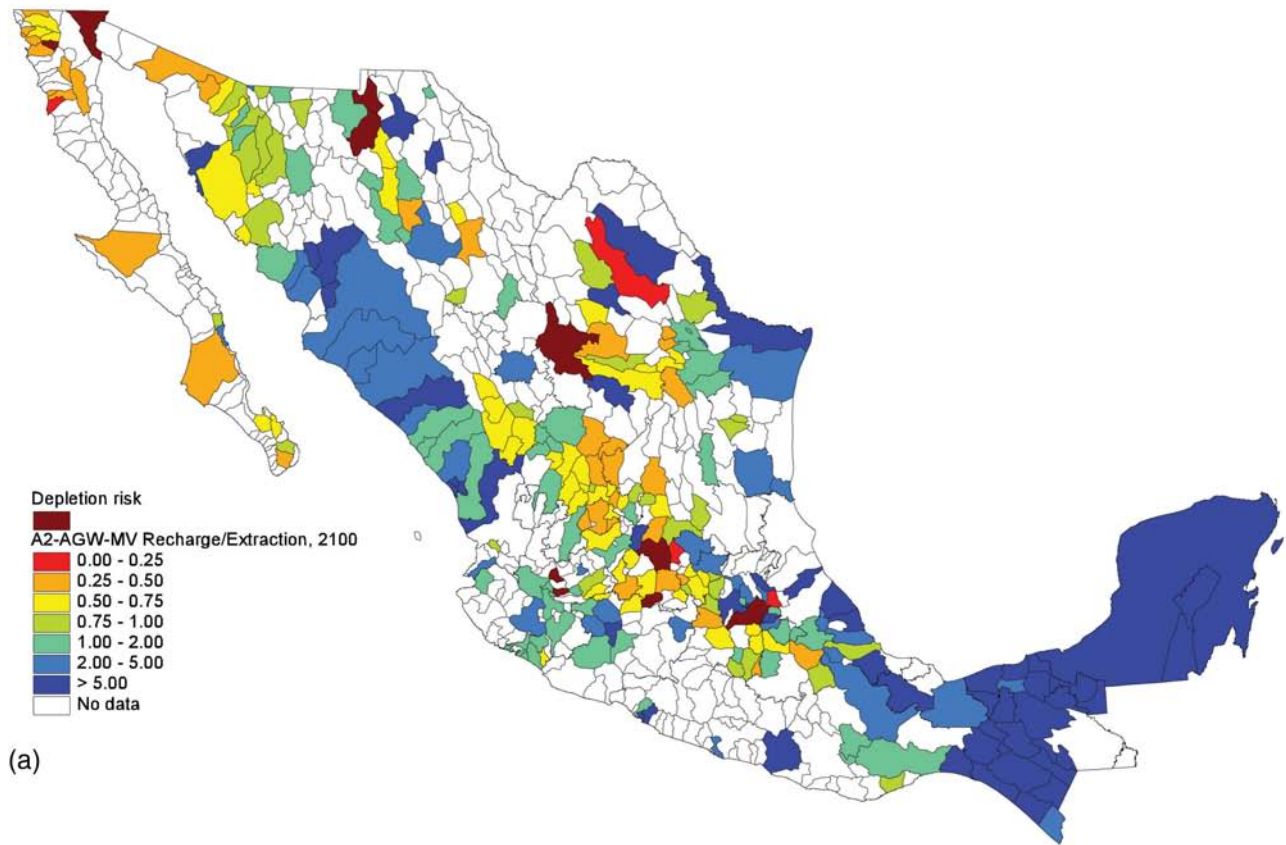 Depletion risk
A2-AGW-MV Recharge/Extraction, 2100
0.00 - 0.25
0.25 - 0.50
0.50 - 0.75
0.75 - 1.00
1.00 - 2.00
2.00 - 5.00
> 5.00
No data
(a)